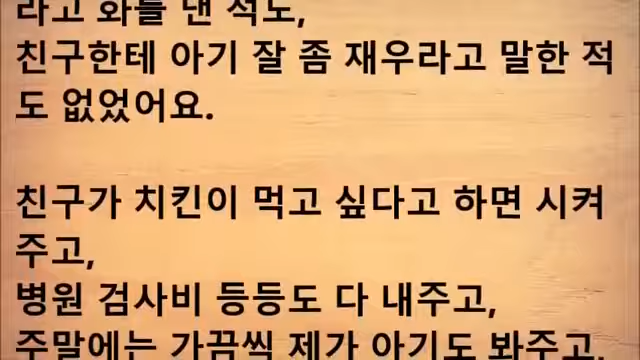 라고 화를 낸 적도,
친구한테 아기 잘 좀 재우라고 말한 적
도 없었어요.
친구가 치킨이 먹고 싶다고 하면 시켜
주고,
병원 검사비 등등도 다 내주고,
주말에는 가끔씩 제가 아기도 봐주고,